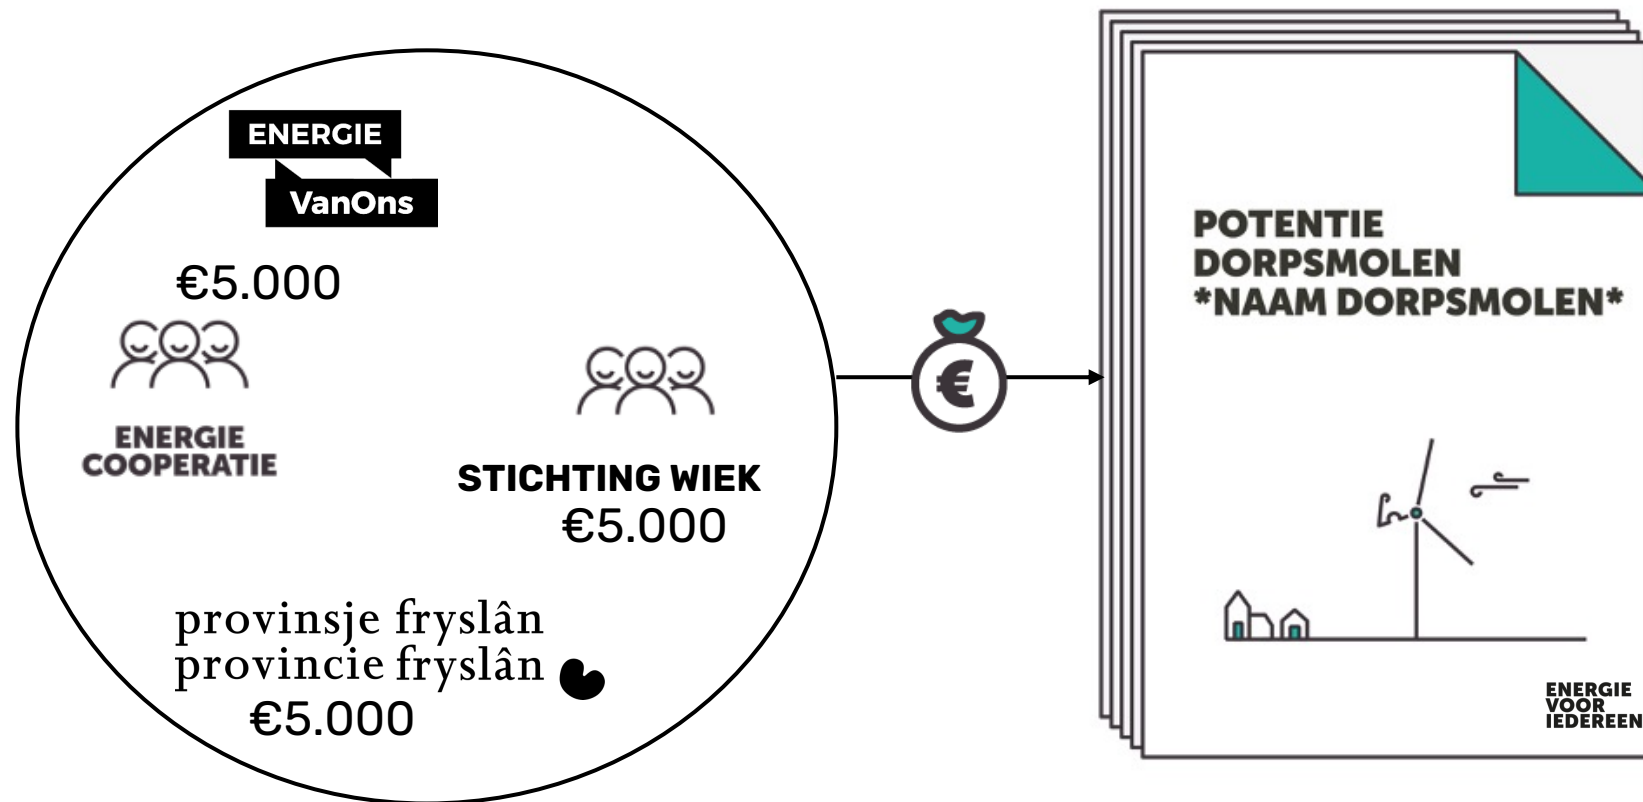 ENERGIE
VanOns
€5.000
ENERGIE
COOPERATIE
STICHTING WIEK
€5.000
provinsje fryslân
provincie fryslân
€5.000
€
POTENTIE
DORPSMOLEN
*NAAM DORPSMOLEN*
ENERGIE
VOOR
IEDEREEN